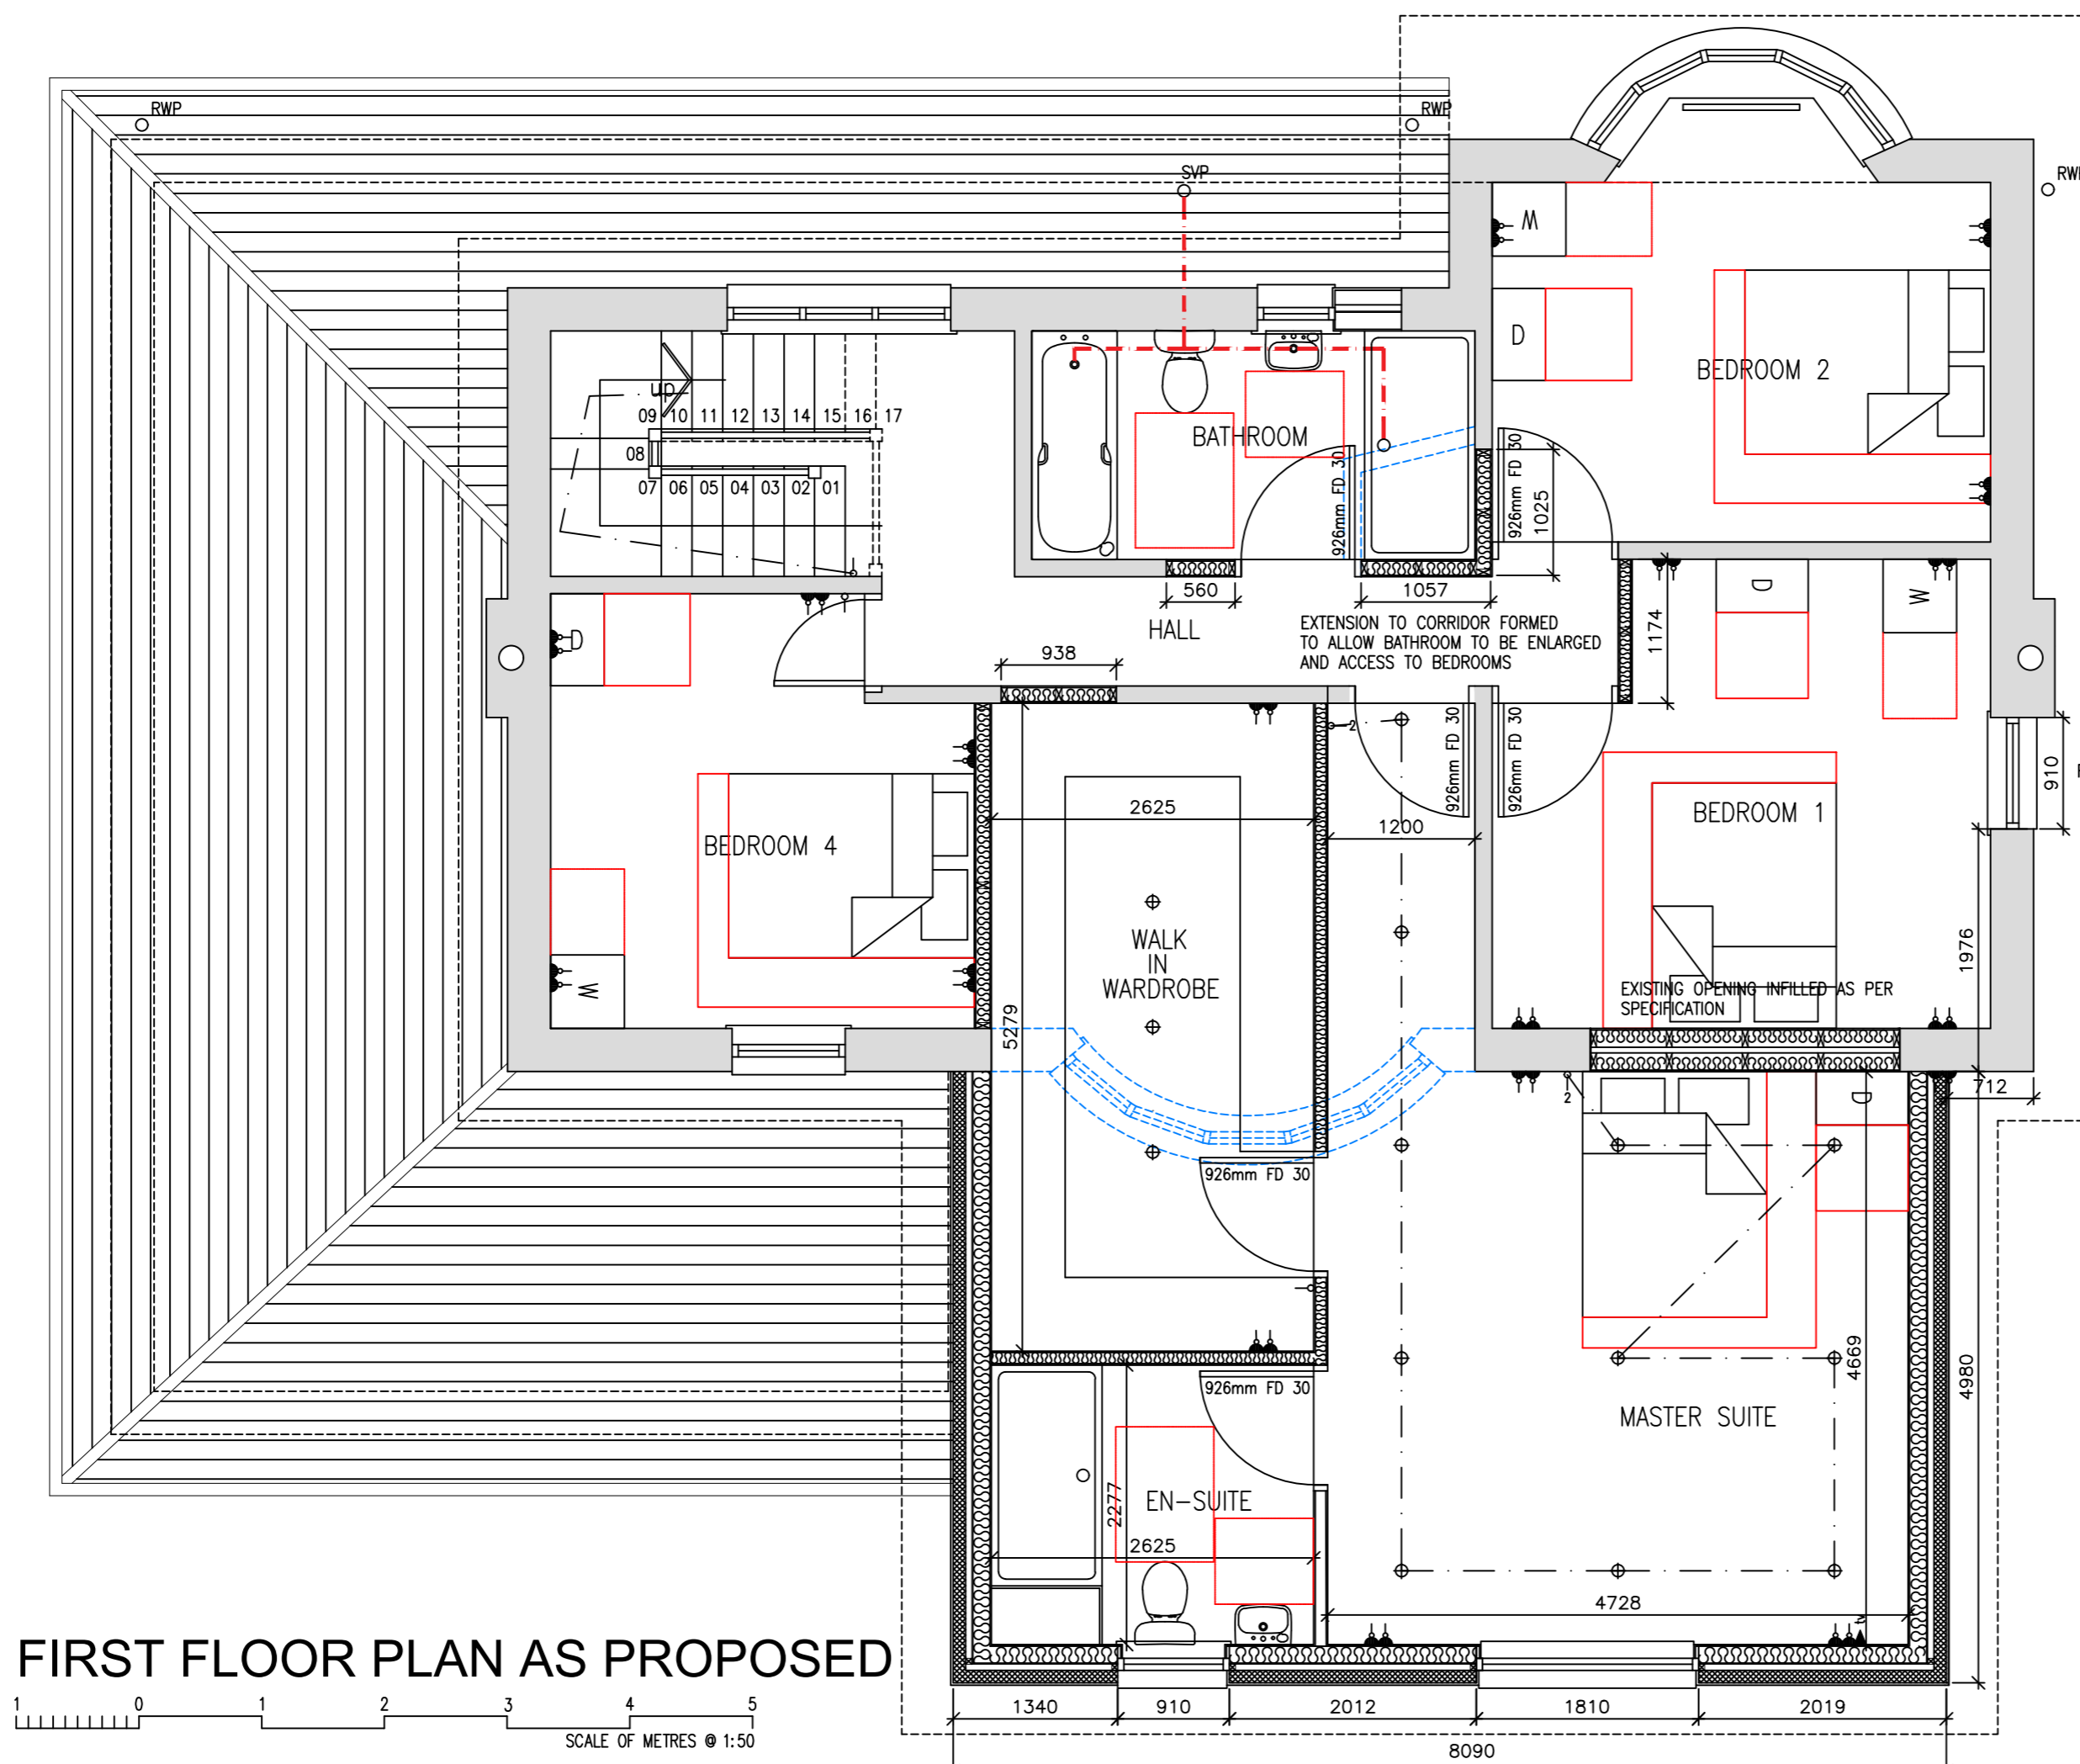 RWP
RWP
SVP
W
D
BEDROOM 2
up
09 10 11 12 13 14 15 16 17
08
07 06 05 04 03 02 01
BATHROOM
926mm FD 30
926mm FD 30
1025
560
1057
HALL
EXTENSION TO CORRIDOR FORMED
TO ALLOW BATHROOM TO BE ENLARGED
AND ACCESS TO BEDROOMS
1174
D
W
D
938
2
926mm FD 30
926mm FD 30
910
2625
1200
BEDROOM 1
BEDROOM 4
WALK
IN
WARDROBE
1976
EXISTING OPENING INFILLED AS PER
SPECIFICATION
W
5279
712
2
D
926mm FD 30
4669
4980
926mm FD 30
MASTER SUITE
2277
EN-SUITE
2625
4728
FIRST FLOOR PLAN AS PROPOSED
1 0 1 2 3 4 5
SCALE OF METRES @ 1:50
1340 910 2012 1810 2019
8090